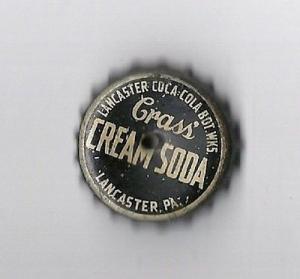 LANCASTER COCA-COLA BOT. WKS.
Crass'
CREAM SODA
LANCASTER, PA.